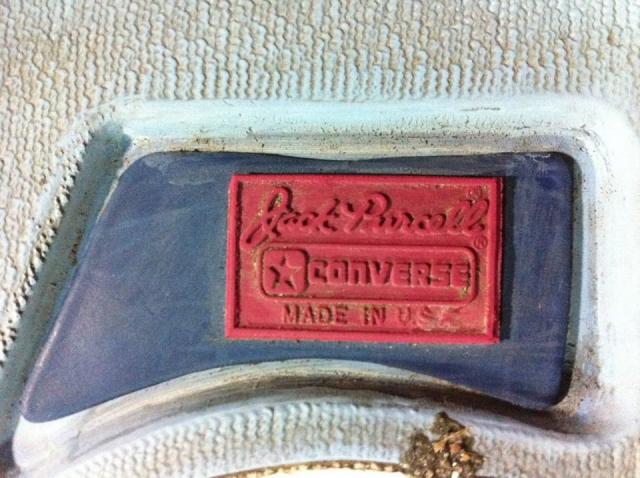 Jack Purcell®
CONVERSE
MADE IN U.S.A.